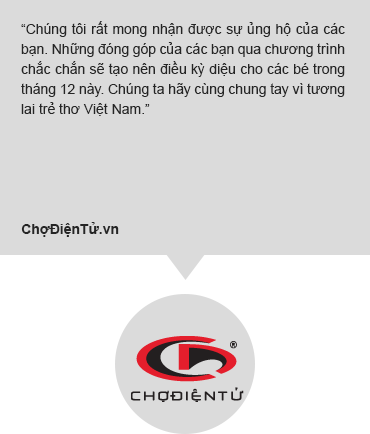 “Chúng tôi rất mong nhận được sự ủng hộ của các
bạn. Những đóng góp của các bạn qua chương trình
chắc chắn sẽ tạo nên điều kỳ diệu cho các bé trong
tháng 12 này. Chúng ta hãy cùng chung tay vì tương
lai trẻ thơ Việt Nam.”
ChợĐiệnTử.vn
®
CHỢĐIỆNTỬ